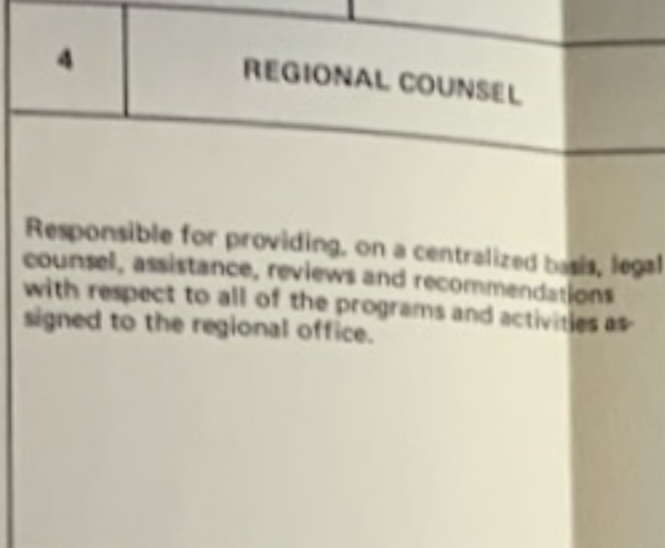 4
REGIONAL COUNSEL
Responsible for providing, on a centralized basis, legal
counsel, assistance, reviews and recommendations
with respect to all of the programs and activities as-
signed to the regional office.